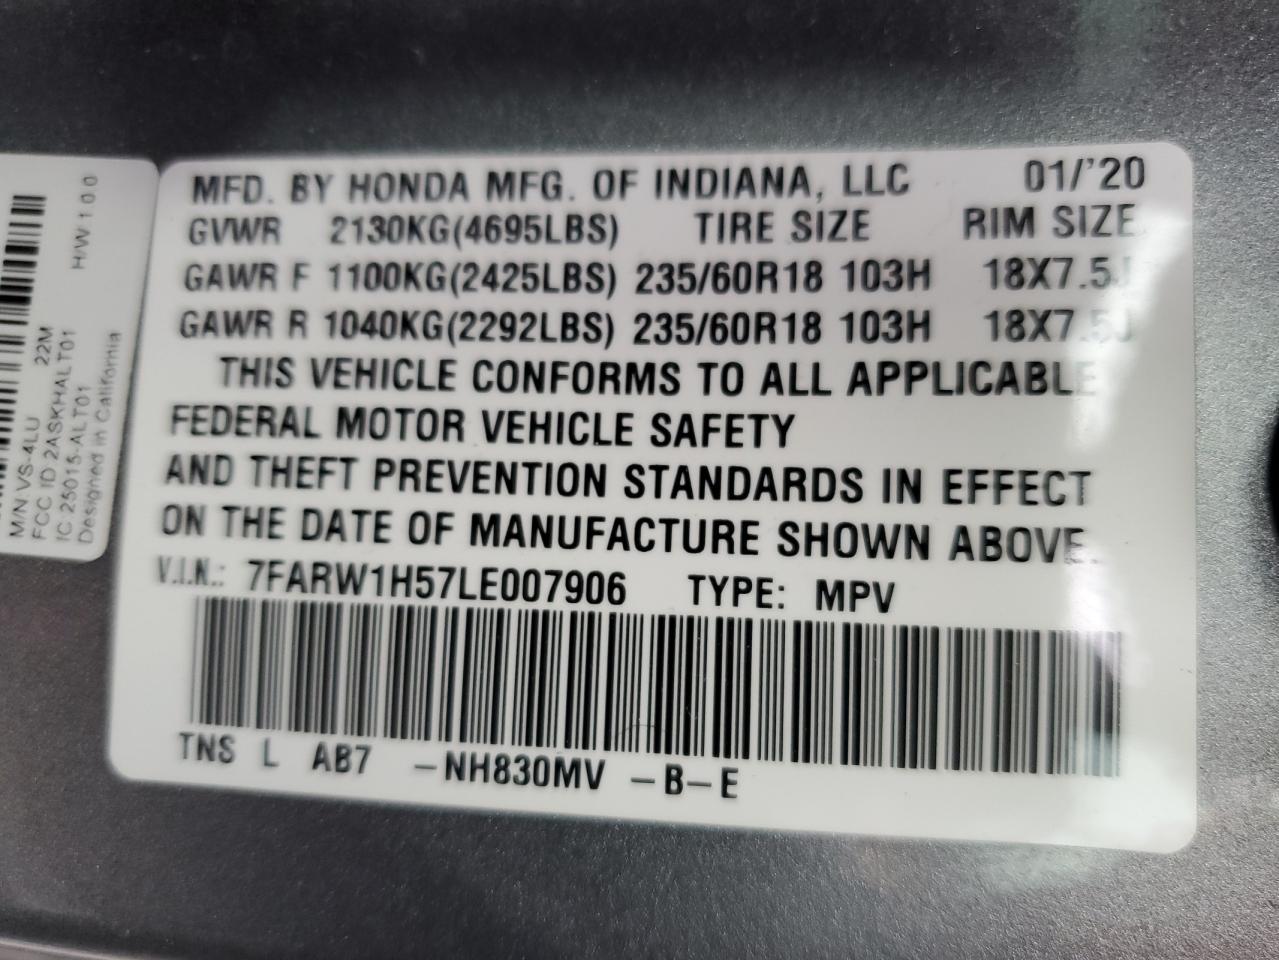 MFD. BY HONDA MFG. OF INDIANA, LLC 01/'20
GVWR 2130KG(4695LBS) TIRE SIZE RIM SIZE
GAWR F 1100KG(2425LBS) 235/60R18 103H 18X7.5J
GAWR R 1040KG(2292LBS) 235/60R18 103H 18X7.5J
THIS VEHICLE CONFORMS TO ALL APPLICABLE
FEDERAL MOTOR VEHICLE SAFETY
AND THEFT PREVENTION STANDARDS IN EFFECT
ON THE DATE OF MANUFACTURE SHOWN ABOVE.
V.I.N.: 7FARW1H57LE007906 TYPE: MPV
TNS L AB7 -NH830MV -B-E
M/N VS-4LU 22M H/W 1.0.0
FCC ID 2ASKHALT01
IC 25015-ALT01
Designed in California